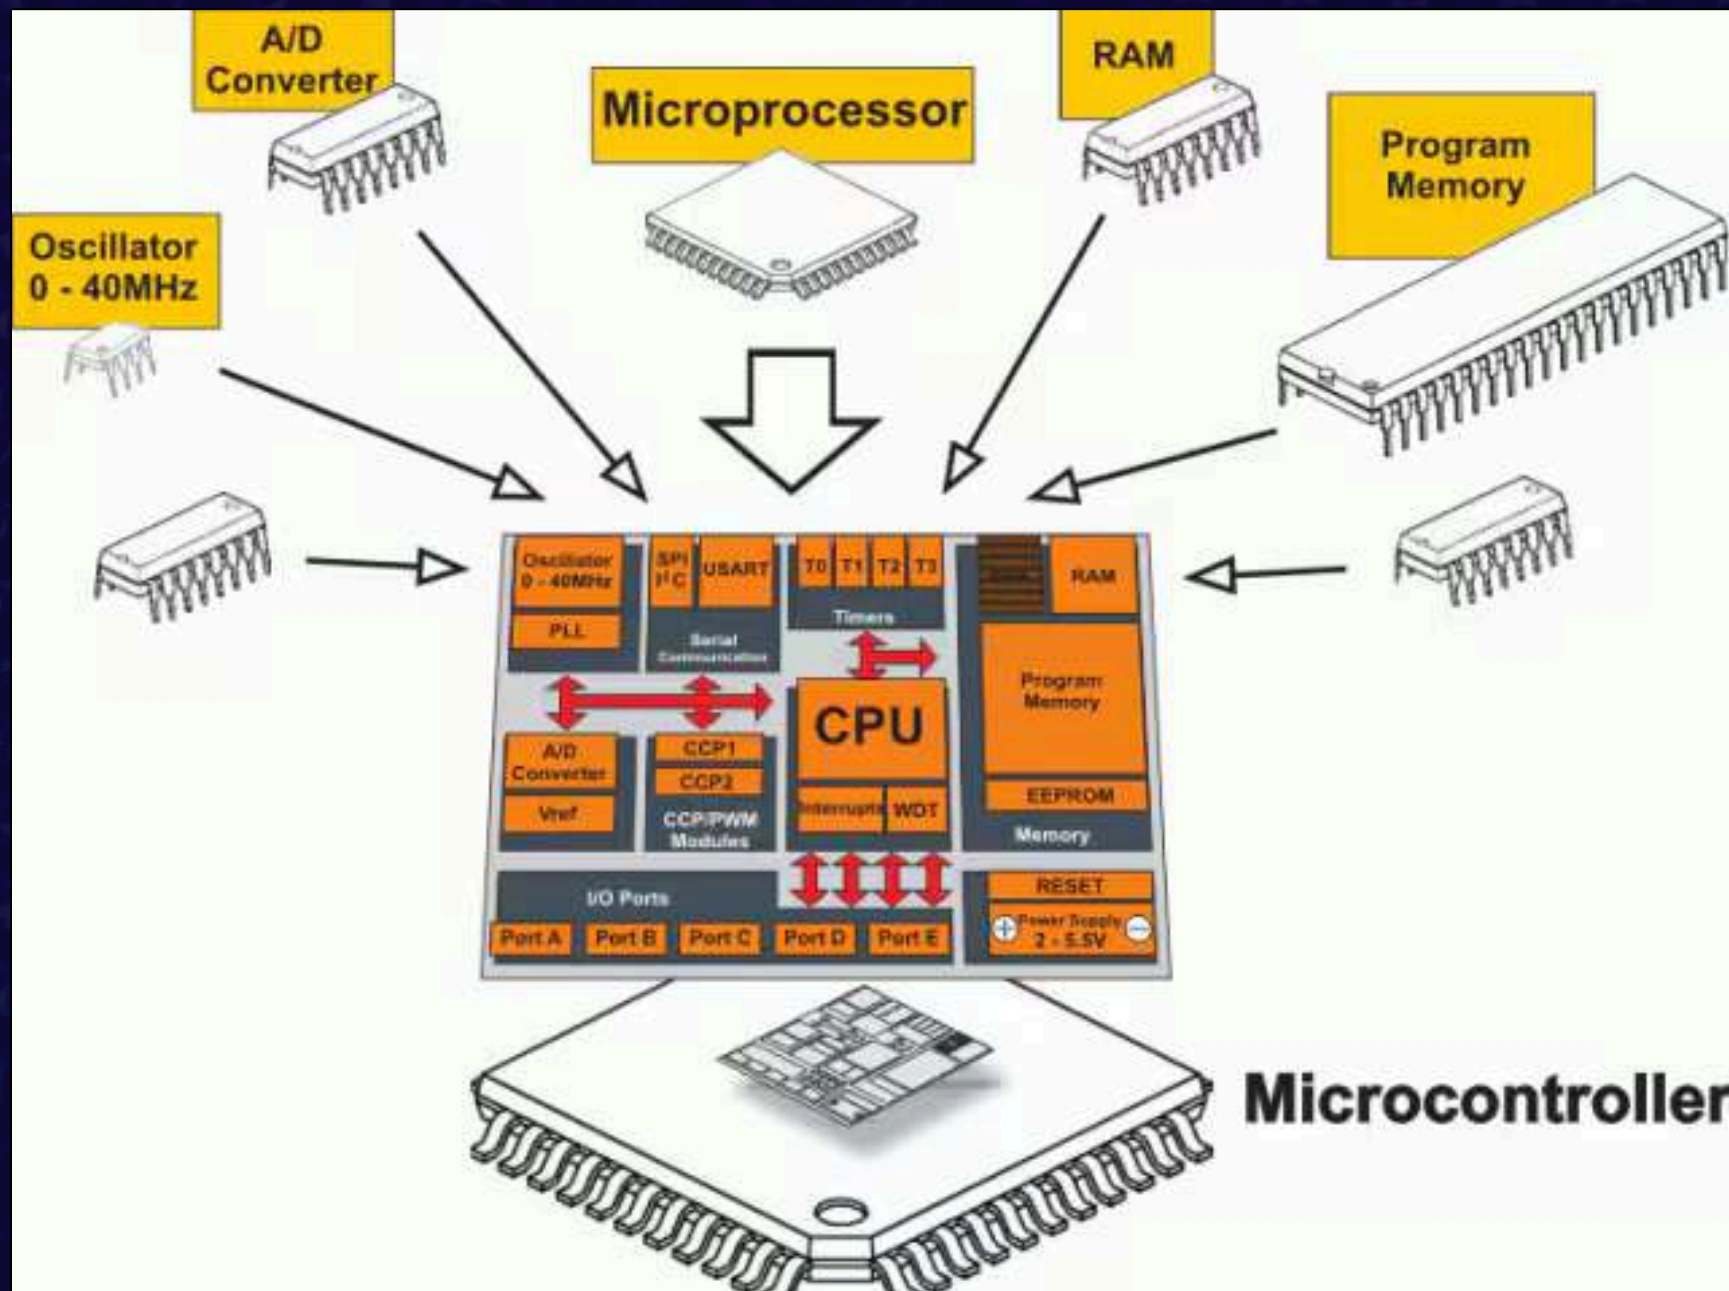 A/D
Converter
Microprocessor
RAM
Program
Memory
Oscillator
0 - 40MHz
Oscillator
0 - 40MHz
PLL
SPI
I²C
USART
Serial
Communication
T0 T1 T2 T3
Timers
RAM
Program
Memory
EEPROM
Memory
A/D
Converter
Vref
CCP1
CCP2
CCP/PWM
Modules
CPU
Interrupts WDT
I/O Ports
Port A Port B Port C Port D Port E
RESET
Power Supply
2 - 5.5V
Microcontroller